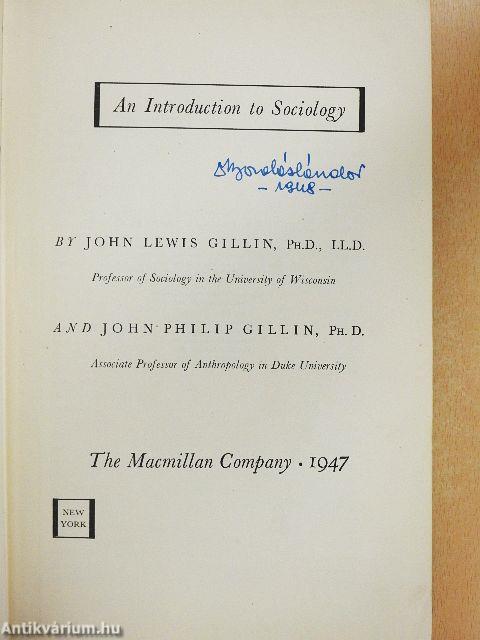 An Introduction to Sociology
-1948-
BY JOHN LEWIS GILLIN, PH.D., LL.D.
Professor of Sociology in the University of Wisconsin
AND JOHN PHILIP GILLIN, PH. D.
Associate Professor of Anthropology in Duke University
The Macmillan Company · 1947
NEW
YORK
Antikvárium.hu